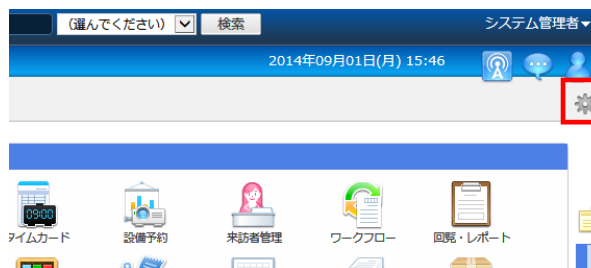 (選んでください) 検索 システム管理者▼
2014年09月01日(月) 15:46
09:00
タイムカード 設備予約 来訪者管理 ワークフロー 回覧・レポート